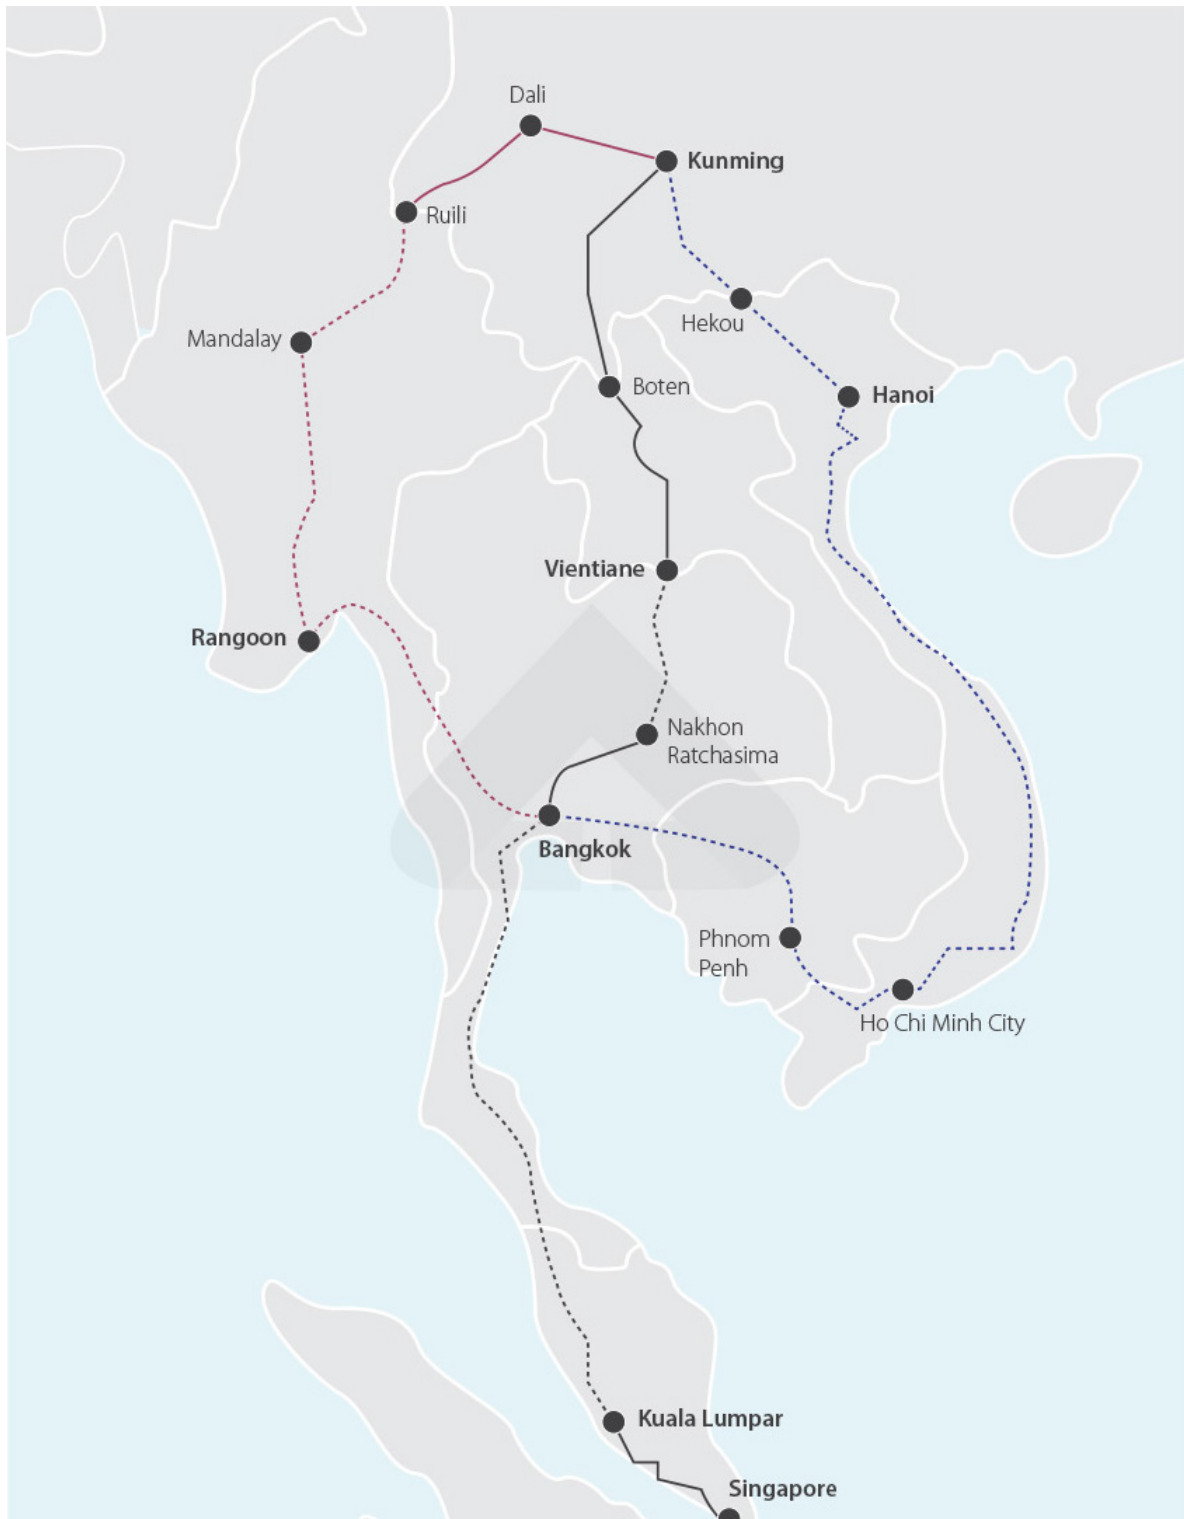 Dali
Kunming
Ruili
Hekou
Mandalay
Boten
Hanoi
Vientiane
Rangoon
Nakhon
Ratchasima
Bangkok
Phnom
Penh
Ho Chi Minh City
Kuala Lumpar
Singapore